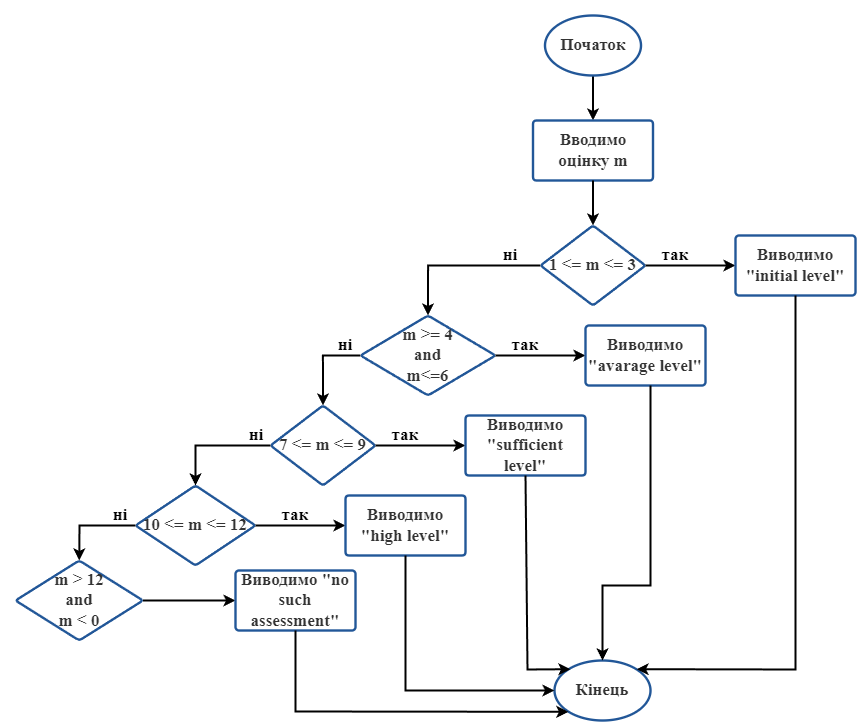 Початок
Вводимо
оцінку m
ні
1 <= m <= 3
так
Виводимо
"initial level"
ні
m >= 4
and
m<=6
так
Виводимо
"avarage level"
ні
7 <= m <= 9
так
Виводимо
"sufficient
level"
ні
10 <= m <= 12
так
Виводимо
"high level"
m > 12
and
m < 0
Виводимо "no
such
assessment"
Кінець